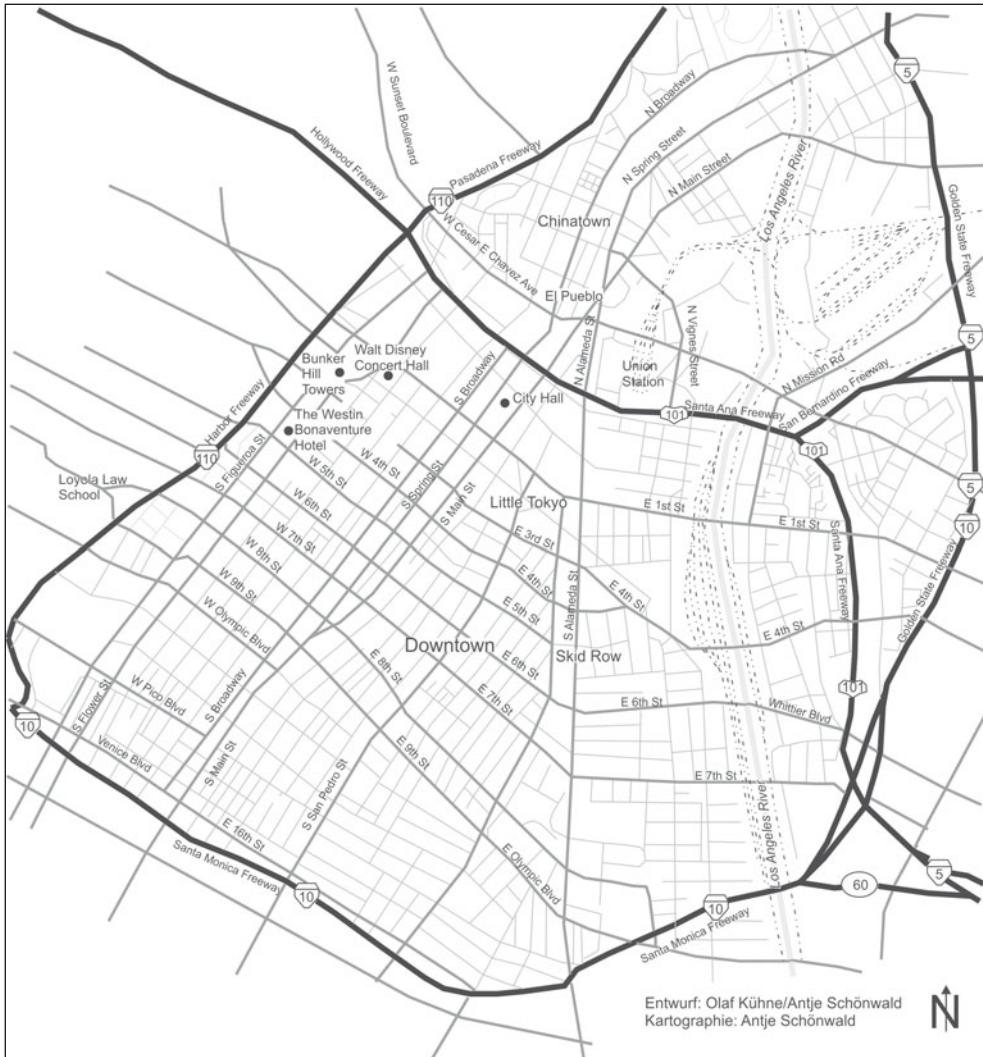 5
N Broadway
W Sunset Boulevard
Hollywood Freeway
Pasadena Freeway
110
N Spring Street
N Main Street
Los Angeles River
Golden State Freeway
Chinatown
W Cesar E Chavez Ave
El Pueblo
N Vignes Street
N Alameda St
5
Union
Station
N Mission Rd
San Bernardino Freeway
Walt Disney
Concert Hall
Bunker
Hill
Towers
S Broadway
City Hall
101
Santa Ana Freeway
101
The Westin
Bonaventure
Hotel
Harbor Freeway
110
S Figueroa St
W 4th St
W 5th St
W 6th St
W 7th St
W 8th St
W 9th St
W Olympic Blvd
Loyola Law
School
S Spring St
S Main St
Little Tokyo
E 1st St
E 1st St
5
10
E 3rd St
E 4th St
E 4th St
E 4th St
E 5th St
S Alameda St
Santa Ana Freeway
Golden State Freeway
Downtown
Skid Row
E 6th St
E 6th St
E 7th St
E 8th St
E 9th St
Whittier Blvd
101
S Flower St
W Pico Blvd
S Broadway
10
Venice Blvd
S Main St
S San Pedro St
E 7th St
E 16th St
Santa Monica Freeway
E Olympic Blvd
Los Angeles River
10
60
5
10
Santa Monica Freeway
Entwurf: Olaf Kühne/Antje Schönwald
Kartographie: Antje Schönwald
N